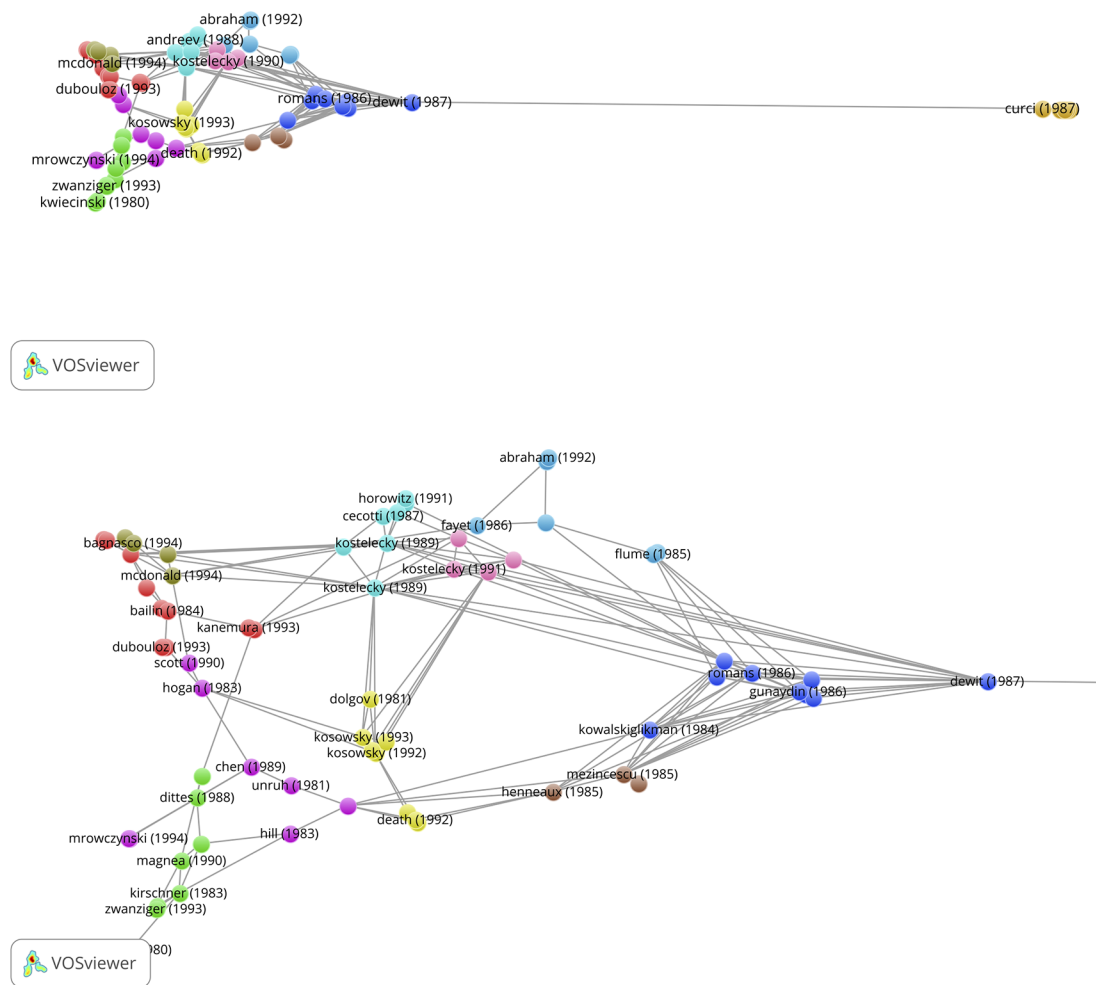 abraham (1992)
andreev (1988)
mcdonald (1994)
kostelecky (1990)
dubouloz (1993)
romans (1986)
dewit (1987)
curci (1987)
kosowsky (1993)
mrowczynski (1994)
death (1992)
zwanziger (1993)
kwiecinski (1980)
VOSviewer
abraham (1992)
horowitz (1991)
cecotti (1987)
fayet (1986)
bagnasco (1994)
kostelecky (1989)
flume (1985)
mcdonald (1994)
kostelecky (1991)
kostelecky (1989)
bailin (1984)
kanemura (1993)
dubouloz (1993)
scott (1990)
romans (1986)
dewit (1987)
hogan (1983)
gunaydin (1986)
dolgov (1981)
kowalskiglikman (1984)
kosowsky (1993)
kosowsky (1992)
chen (1989)
mezincescu (1985)
unruh (1981)
henneaux (1985)
dittes (1988)
death (1992)
mrowczynski (1994)
hill (1983)
magnea (1990)
kirschner (1983)
zwanziger (1993)
980)
VOSviewer